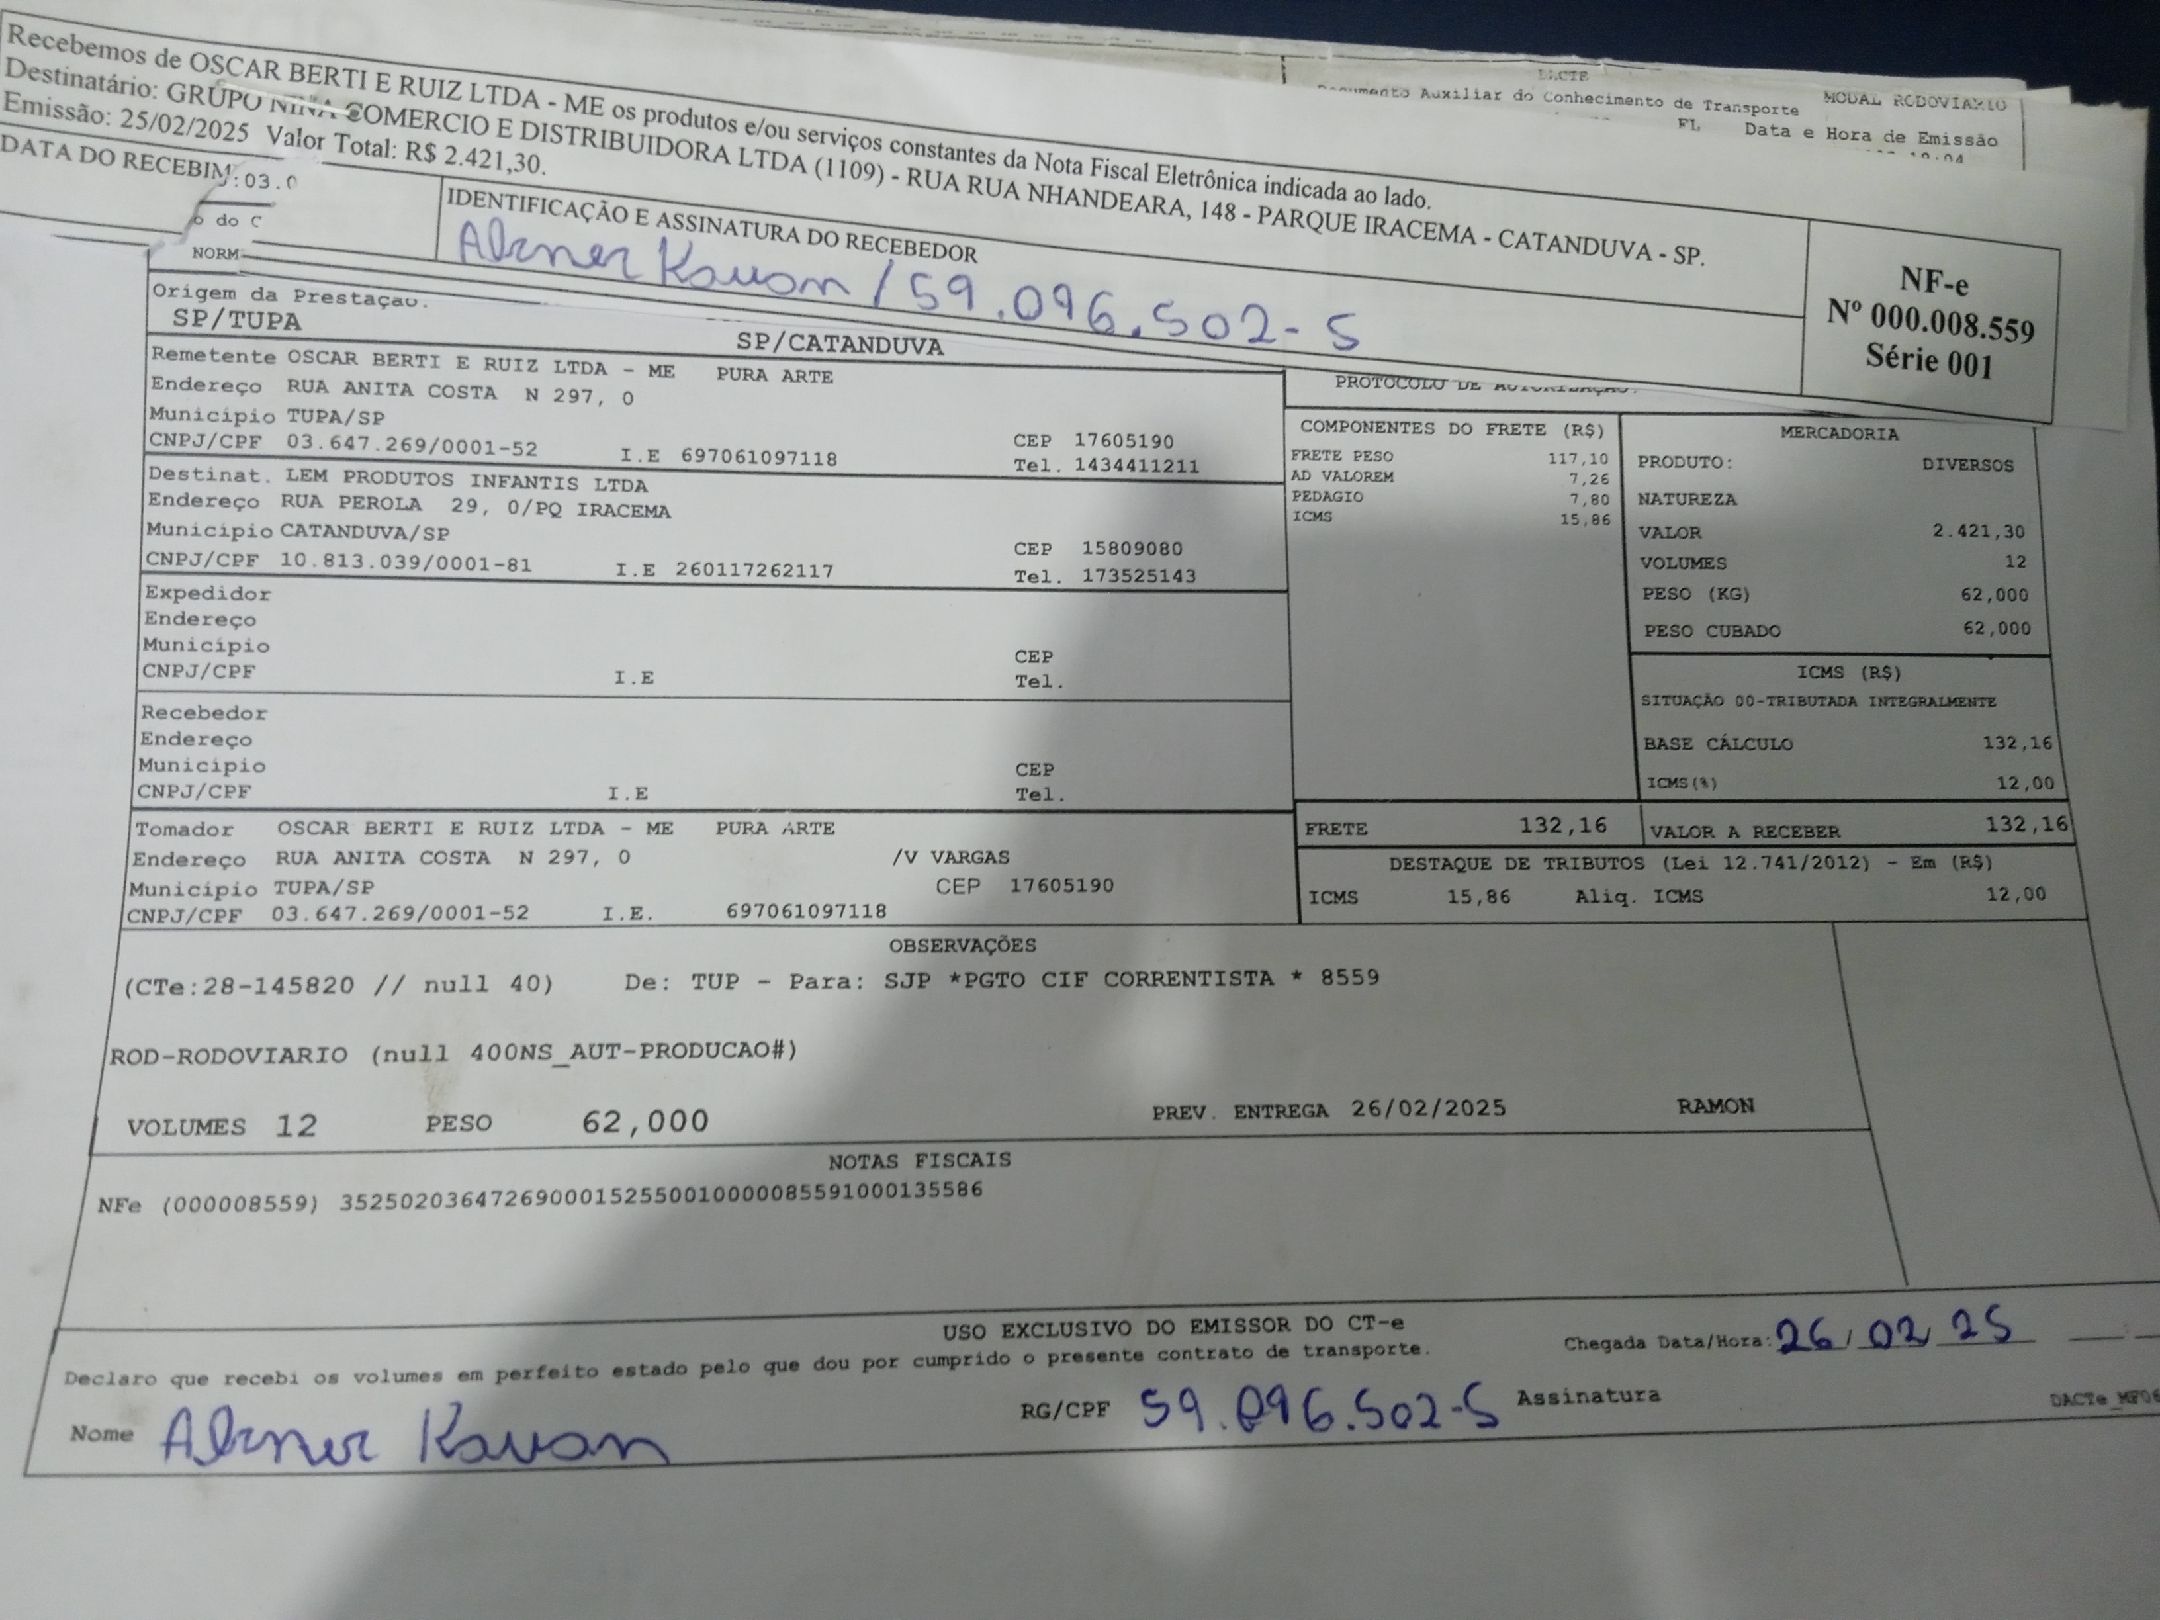 Recebemos de OSCAR BERTI E RUIZ LTDA - ME os produtos e/ou serviços constantes da Nota Fiscal Eletrônica indicada ao lado.
Destinatário: GRUPO NINA COMERCIO E DISTRIBUIDORA LTDA (1109) - RUA RUA NHANDEARA, 148 - PARQUE IRACEMA - CATANDUVA - SP.
Emissão: 25/02/2025 Valor Total: R$ 2.421,30.
DATA DO RECEBIM
IDENTIFICAÇÃO E ASSINATURA DO RECEBEDOR
Abner Kauan / 59.096.502-5
NF-e
Nº 000.008.559
Série 001
Documento Auxiliar do Conhecimento de Transporte
MODAL RODOVIARIO
FL Data e Hora de Emissão
:03.0
o do C
NORM
Origem da Prestação.
SP/TUPA
SP/CATANDUVA
Remetente OSCAR BERTI E RUIZ LTDA - ME PURA ARTE
Endereço RUA ANITA COSTA N 297, 0
Município TUPA/SP
CEP 17605190
CNPJ/CPF 03.647.269/0001-52 I.E 697061097118 Tel. 1434411211
Destinat. LEM PRODUTOS INFANTIS LTDA
Endereço RUA PEROLA 29, 0/PQ IRACEMA
Município CATANDUVA/SP
CEP 15809080
CNPJ/CPF 10.813.039/0001-81 I.E 260117262117 Tel. 173525143
Expedidor
Endereço
Município
CEP
CNPJ/CPF I.E Tel.
Recebedor
Endereço
Município
CEP
CNPJ/CPF I.E Tel.
Tomador OSCAR BERTI E RUIZ LTDA - ME PURA ARTE
Endereço RUA ANITA COSTA N 297, 0 /V VARGAS
Município TUPA/SP CEP 17605190
CNPJ/CPF 03.647.269/0001-52 I.E. 697061097118
PROTOCOLO DE AUTORIZAÇÃO:
COMPONENTES DO FRETE (R$)
FRETE PESO 117,10
AD VALOREM 7,26
PEDAGIO 7,80
ICMS 15,86
MERCADORIA
PRODUTO: DIVERSOS
NATUREZA
VALOR 2.421,30
VOLUMES 12
PESO (KG) 62,000
PESO CUBADO 62,000
ICMS (R$)
SITUAÇÃO 00-TRIBUTADA INTEGRALMENTE
BASE CÁLCULO 132,16
ICMS(%) 12,00
FRETE 132,16 VALOR A RECEBER 132,16
DESTAQUE DE TRIBUTOS (Lei 12.741/2012) - Em (R$)
ICMS 15,86 Aliq. ICMS 12,00
OBSERVAÇÕES
(CTe:28-145820 // null 40) De: TUP - Para: SJP *PGTO CIF CORRENTISTA * 8559
ROD-RODOVIARIO (null 400NS_AUT-PRODUCAO#)
VOLUMES 12 PESO 62,000 PREV. ENTREGA 26/02/2025 RAMON
NOTAS FISCAIS
NFe (000008559) 35250203647269000152550010000085591000135586
USO EXCLUSIVO DO EMISSOR DO CT-e
Declaro que recebi os volumes em perfeito estado pelo que dou por cumprido o presente contrato de transporte.
Chegada Data/Hora: 26/02/25
Nome Abner Kauan RG/CPF 59.096.502-5 Assinatura